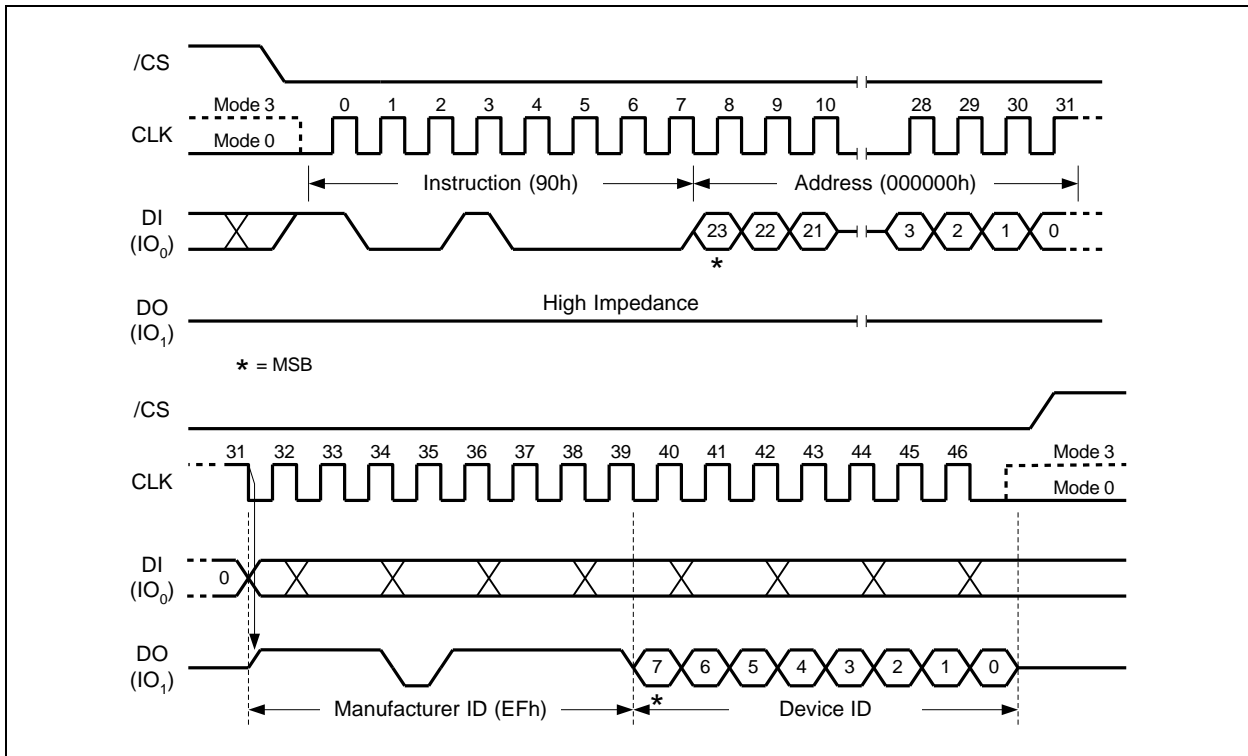 /CS
Mode 3 0 1 2 3 4 5 6 7 8 9 10 28 29 30 31
CLK
Mode 0
Instruction (90h) Address (000000h)
DI
(IO0)
23 22 21 3 2 1 0
*
High Impedance
DO
(IO1)
* = MSB
/CS
31 32 33 34 35 36 37 38 39 40 41 42 43 44 45 46 Mode 3
CLK
Mode 0
DI
(IO0)
0
DO
(IO1)
7 6 5 4 3 2 1 0
*
Manufacturer ID (EFh) Device ID